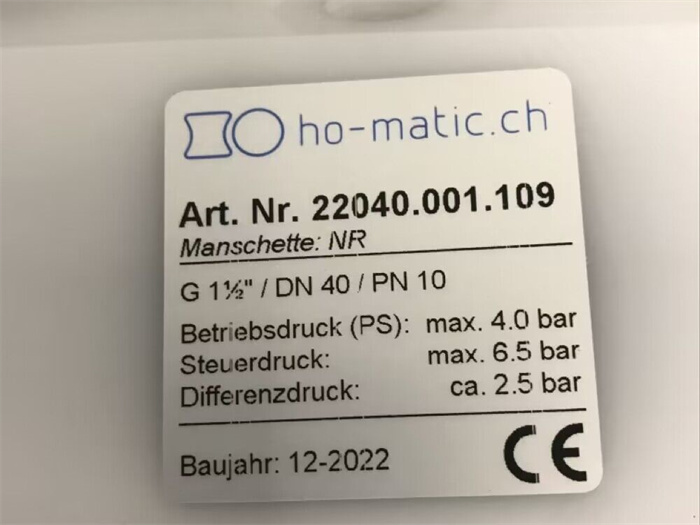 ho-matic.ch
Art. Nr. 22040.001.109
Manschette: NR
G 1½" / DN 40 / PN 10
Betriebsdruck (PS): max. 4.0 bar
Steuerdruck: max. 6.5 bar
Differenzdruck: ca. 2.5 bar
Baujahr: 12-2022 CE